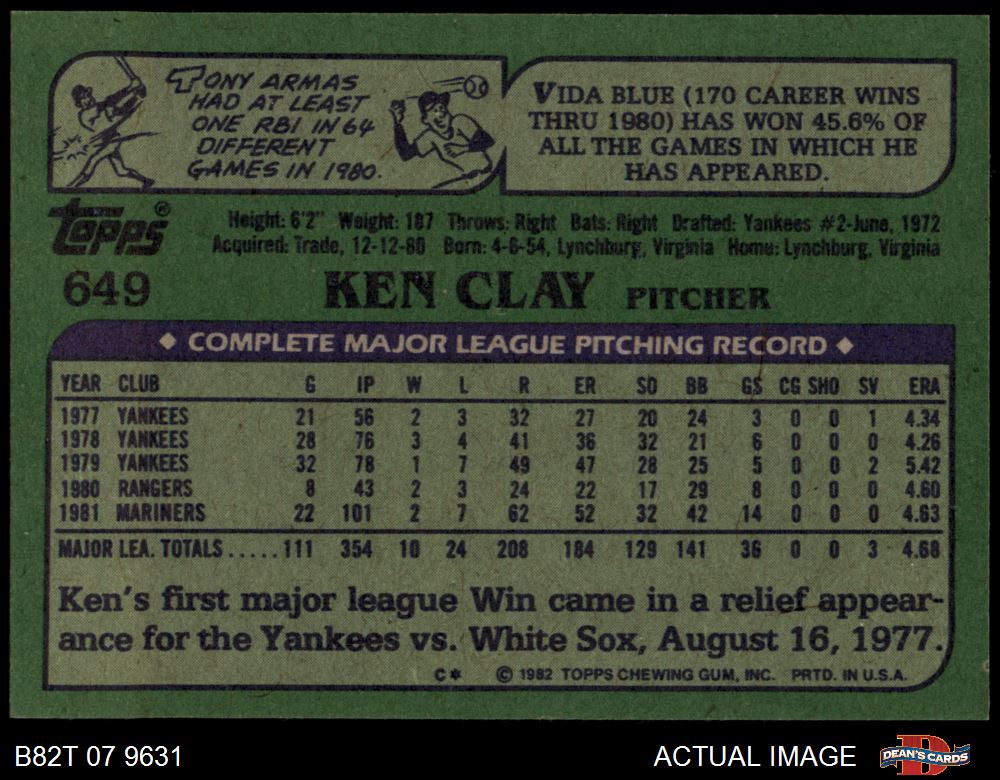 TONY ARMAS
HAD AT LEAST
ONE RBI IN 64
DIFFERENT
GAMES IN 1980.
VIDA BLUE (170 CAREER WINS
THRU 1980) HAS WON 45.6% OF
ALL THE GAMES IN WHICH HE
HAS APPEARED.
TOPPS®
Height: 6'2" Weight: 187 Throws: Right Bats: Right Drafted: Yankees #2-June, 1972
Acquired: Trade, 12-12-80 Born: 4-6-54, Lynchburg, Virginia Home: Lynchburg, Virginia
649 KEN CLAY PITCHER
◆ COMPLETE MAJOR LEAGUE PITCHING RECORD ◆
YEAR CLUB G IP W L R ER SO BB GS CG SHO SV ERA
1977 YANKEES 21 56 2 3 32 27 20 24 3 0 0 1 4.34
1978 YANKEES 28 76 3 4 41 36 32 21 6 0 0 0 4.26
1979 YANKEES 32 78 1 7 49 47 28 25 5 0 0 2 5.42
1980 RANGERS 8 43 2 3 24 22 17 29 8 0 0 0 4.60
1981 MARINERS 22 101 2 7 62 52 32 42 14 0 0 0 4.63
MAJOR LEA. TOTALS.....111 354 10 24 208 184 129 141 36 0 0 3 4.68
Ken's first major league Win came in a relief appear-
ance for the Yankees vs. White Sox, August 16, 1977.
C* © 1982 TOPPS CHEWING GUM, INC. PRTD. IN U.S.A.
B82T 07 9631 ACTUAL IMAGE DEAN'S CARDS